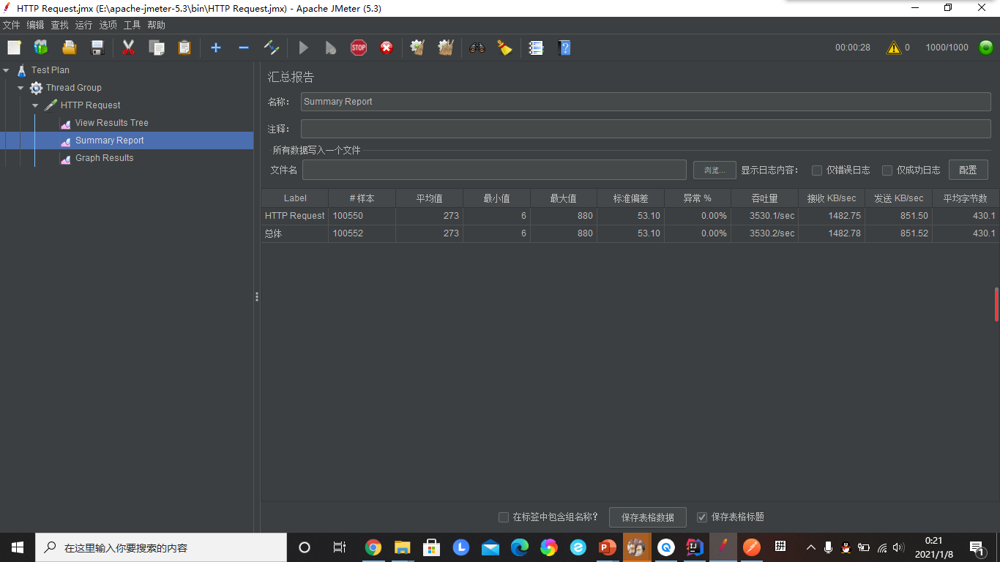 HTTP Request.jmx (E:\apache-jmeter-5.3\bin\HTTP Request.jmx) - Apache JMeter (5.3)
文件 编辑 查找 运行 选项 工具 帮助
STOP 00:00:28 0 1000/1000
Test Plan
Thread Group
HTTP Request
View Results Tree
Summary Report
Graph Results
汇总报告
名称： Summary Report
注释：
所有数据写入一个文件
文件名 浏览... 显示日志内容： 仅错误日志 仅成功日志 配置
Label # 样本 平均值 最小值 最大值 标准偏差 异常 % 吞吐量 接收 KB/sec 发送 KB/sec 平均字节数
HTTP Request 100550 273 6 880 53.10 0.00% 3530.1/sec 1482.75 851.50 430.1
总体 100552 273 6 880 53.10 0.00% 3530.2/sec 1482.78 851.52 430.1
在标签中包含组名称？ 保存表格数据 保存表格标题
在这里输入你要搜索的内容
拼
0:21
2021/1/8
1